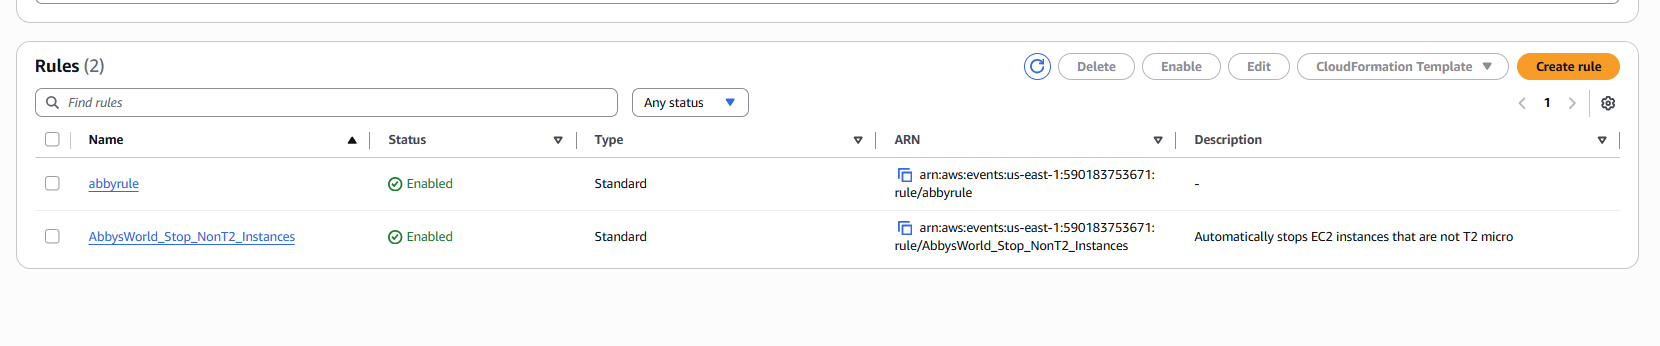 Rules (2)
Delete
Enable
Edit
CloudFormation Template
Create rule
Find rules
Any status
1
Name
Status
Type
ARN
Description
abbyrule
Enabled
Standard
arn:aws:events:us-east-1:590183753671:
rule/abbyrule
-
AbbysWorld_Stop_NonT2_Instances
Enabled
Standard
arn:aws:events:us-east-1:590183753671:
rule/AbbysWorld_Stop_NonT2_Instances
Automatically stops EC2 instances that are not T2 micro